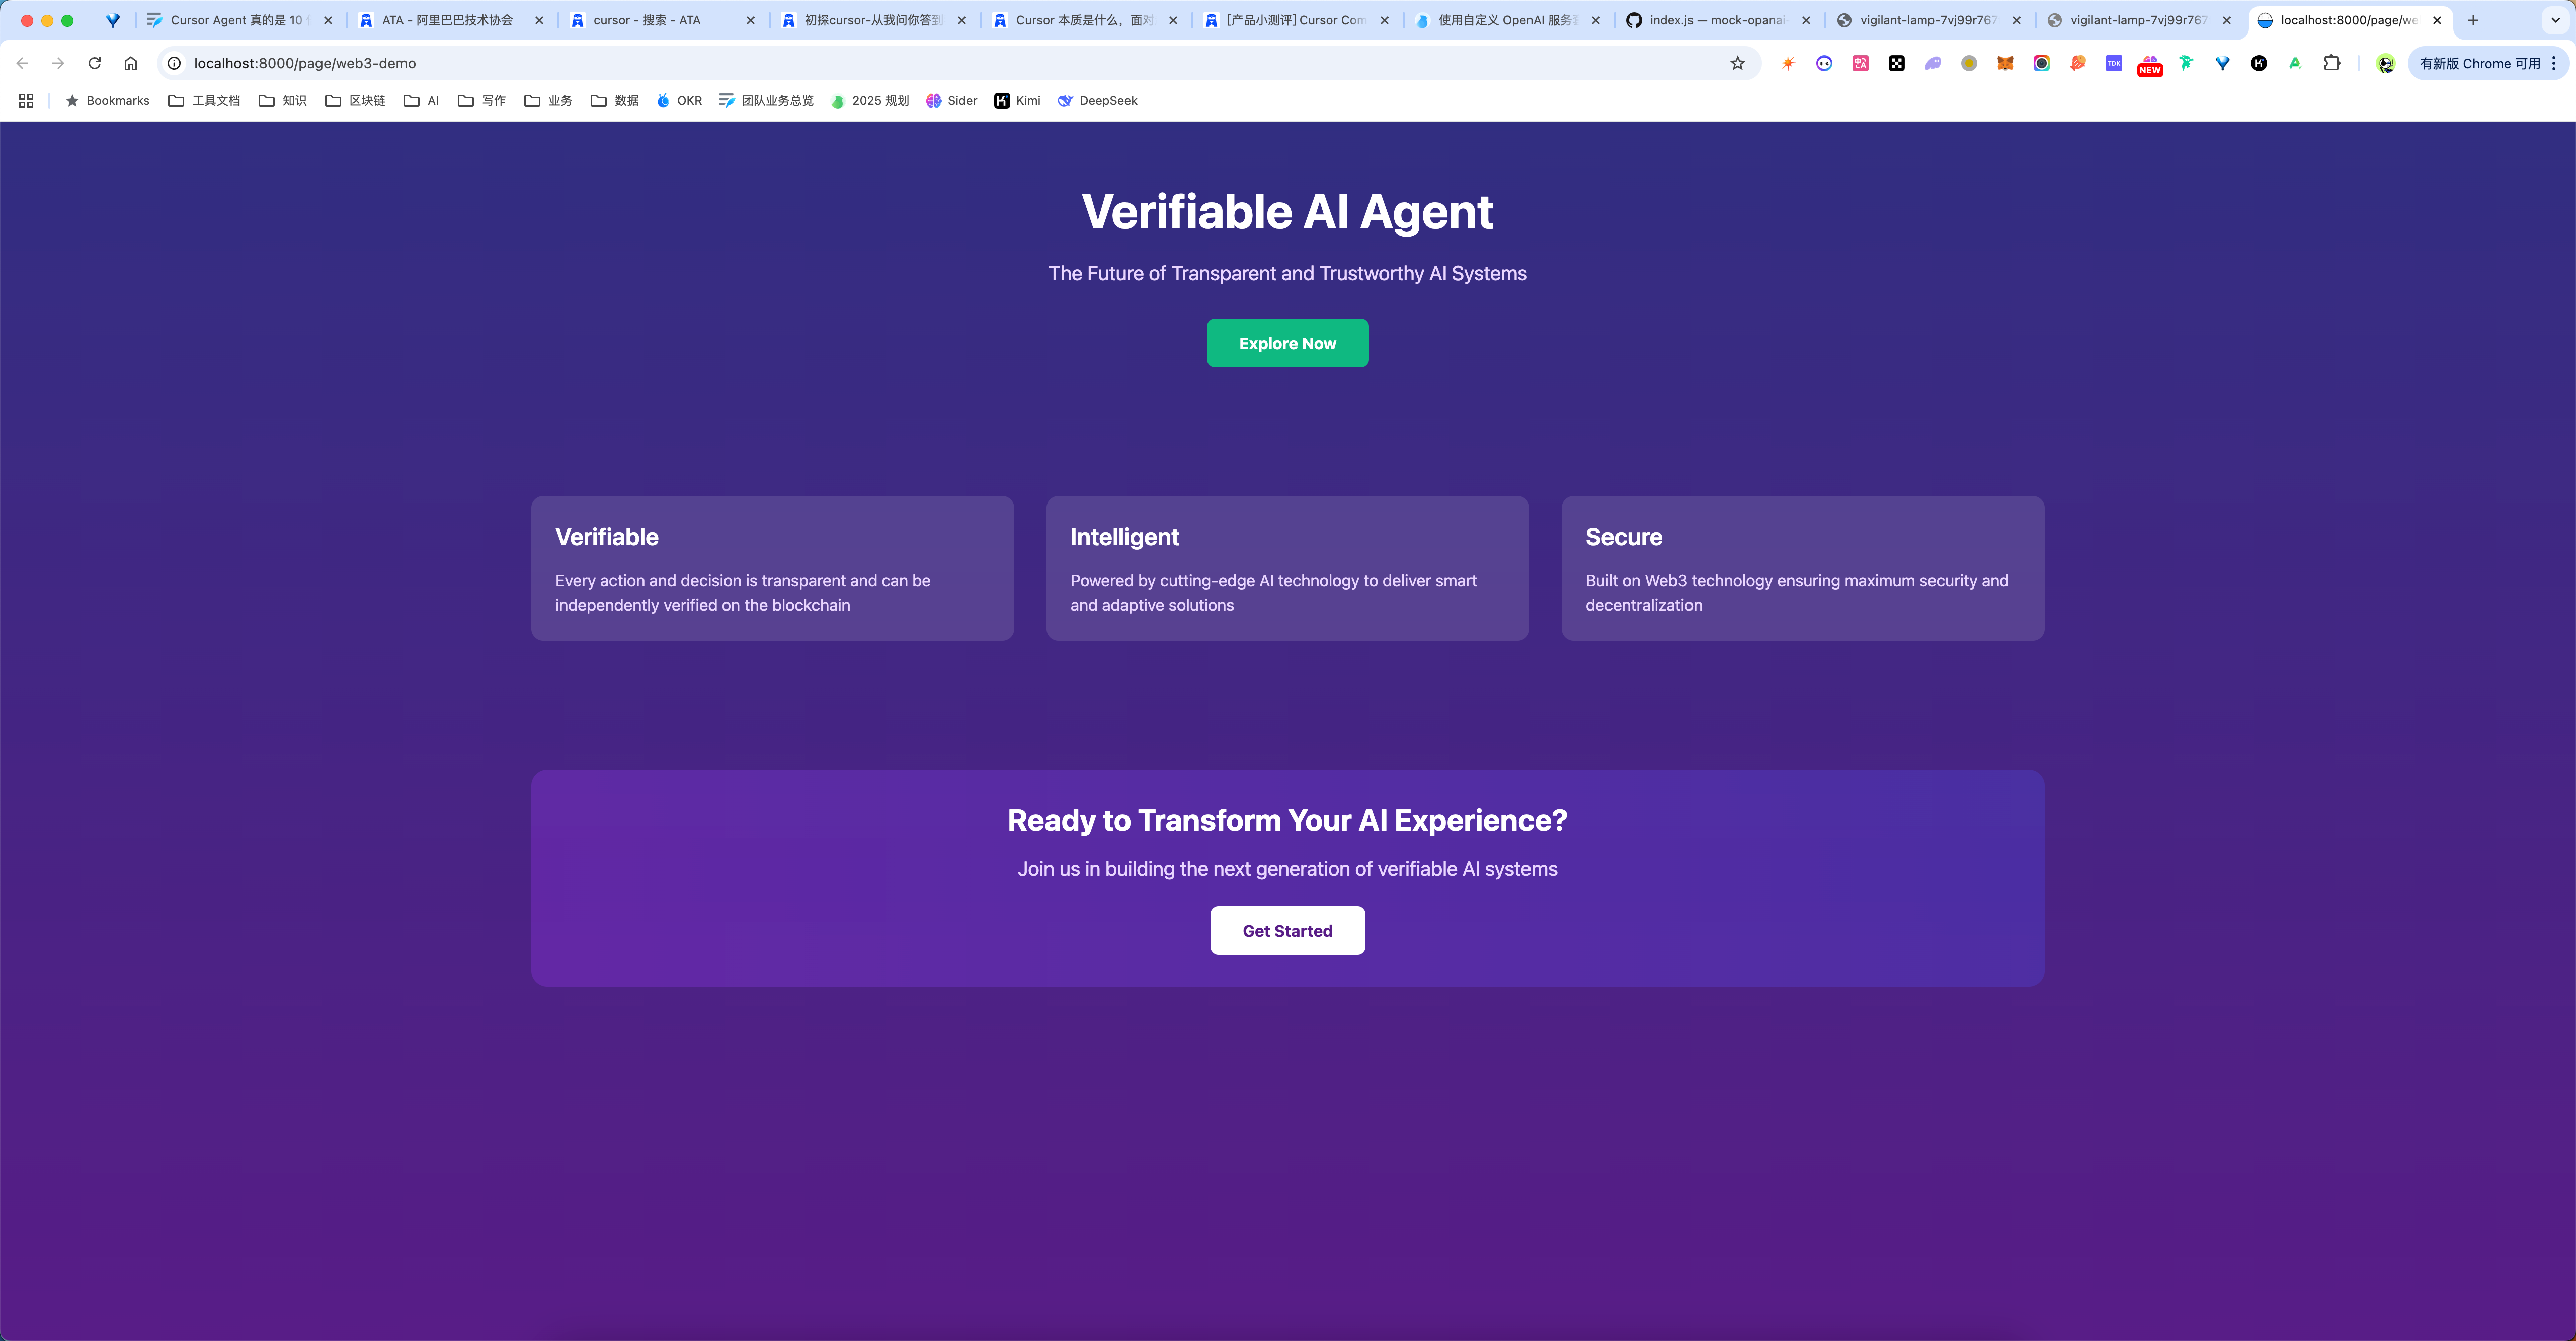 Cursor Agent 真的是 10
ATA - 阿里巴巴技术协会
cursor - 搜索 - ATA
初探cursor-从我问你答到
Cursor 本质是什么，面对
[产品小测评] Cursor Com
使用自定义 OpenAI 服务
index.js — mock-opanai-
vigilant-lamp-7vj99r767
vigilant-lamp-7vj99r767
localhost:8000/page/we
localhost:8000/page/web3-demo
TDK
NEW
有新版 Chrome 可用
Bookmarks
工具文档
知识
区块链
AI
写作
业务
数据
OKR
团队业务总览
2025 规划
Sider
Kimi
DeepSeek
Verifiable AI Agent
The Future of Transparent and Trustworthy AI Systems
Explore Now
Verifiable
Every action and decision is transparent and can be
independently verified on the blockchain
Intelligent
Powered by cutting-edge AI technology to deliver smart
and adaptive solutions
Secure
Built on Web3 technology ensuring maximum security and
decentralization
Ready to Transform Your AI Experience?
Join us in building the next generation of verifiable AI systems
Get Started